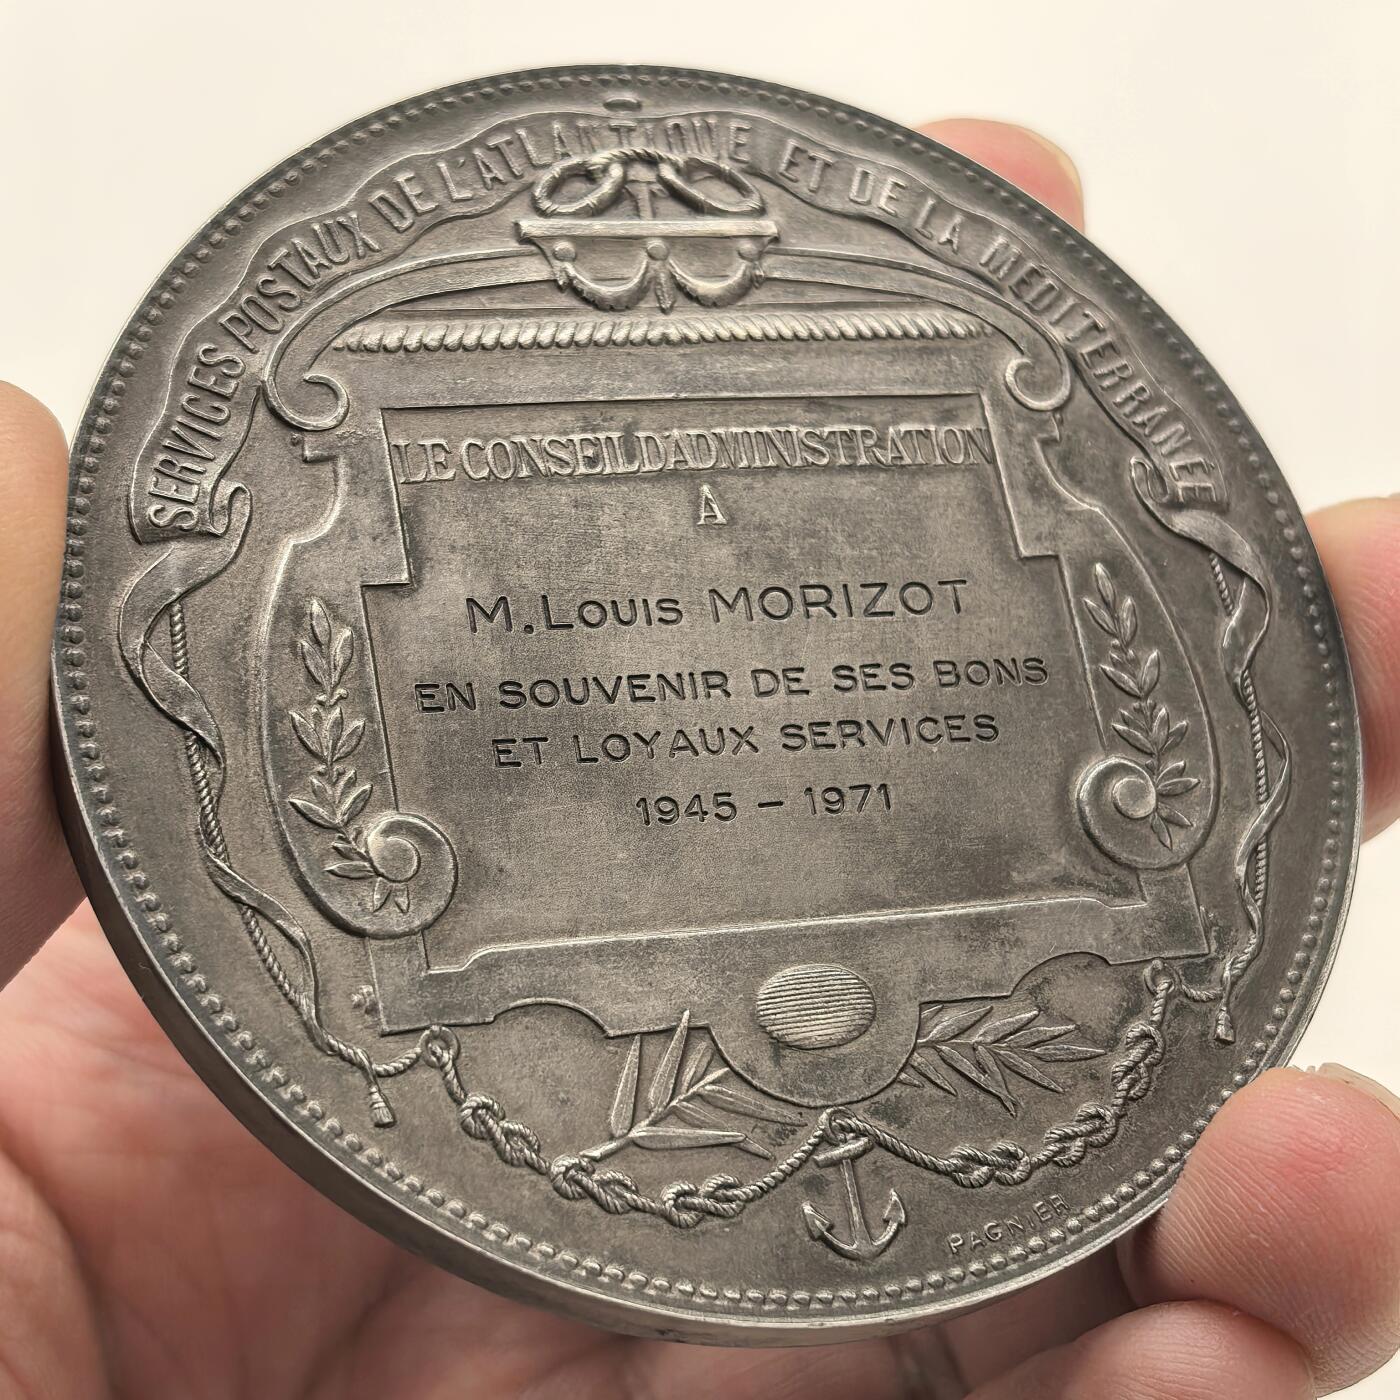 SERVICES POSTAUX DE L'ATLANTIQUE ET DE LA MÉDITERRANÉE
LE CONSEIL D'ADMINISTRATION
A
M. Louis MORIZOT
EN SOUVENIR DE SES BONS
ET LOYAUX SERVICES
1945 – 1971
PAGNIER